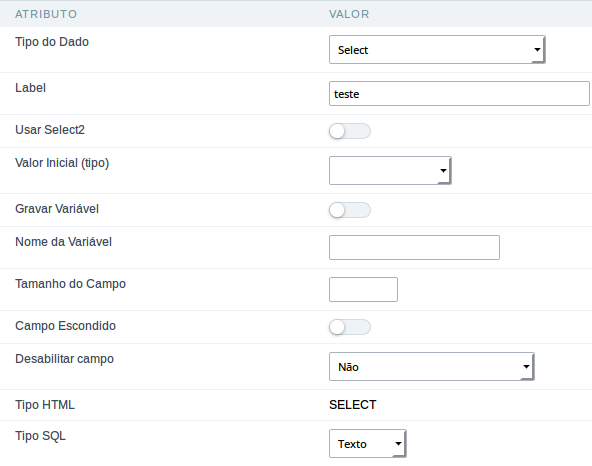 ATRIBUTO VALOR
Tipo do Dado Select
Label teste
Usar Select2
Valor Inicial (tipo)
Gravar Variável
Nome da Variável
Tamanho do Campo
Campo Escondido
Desabilitar campo Não
Tipo HTML SELECT
Tipo SQL Texto